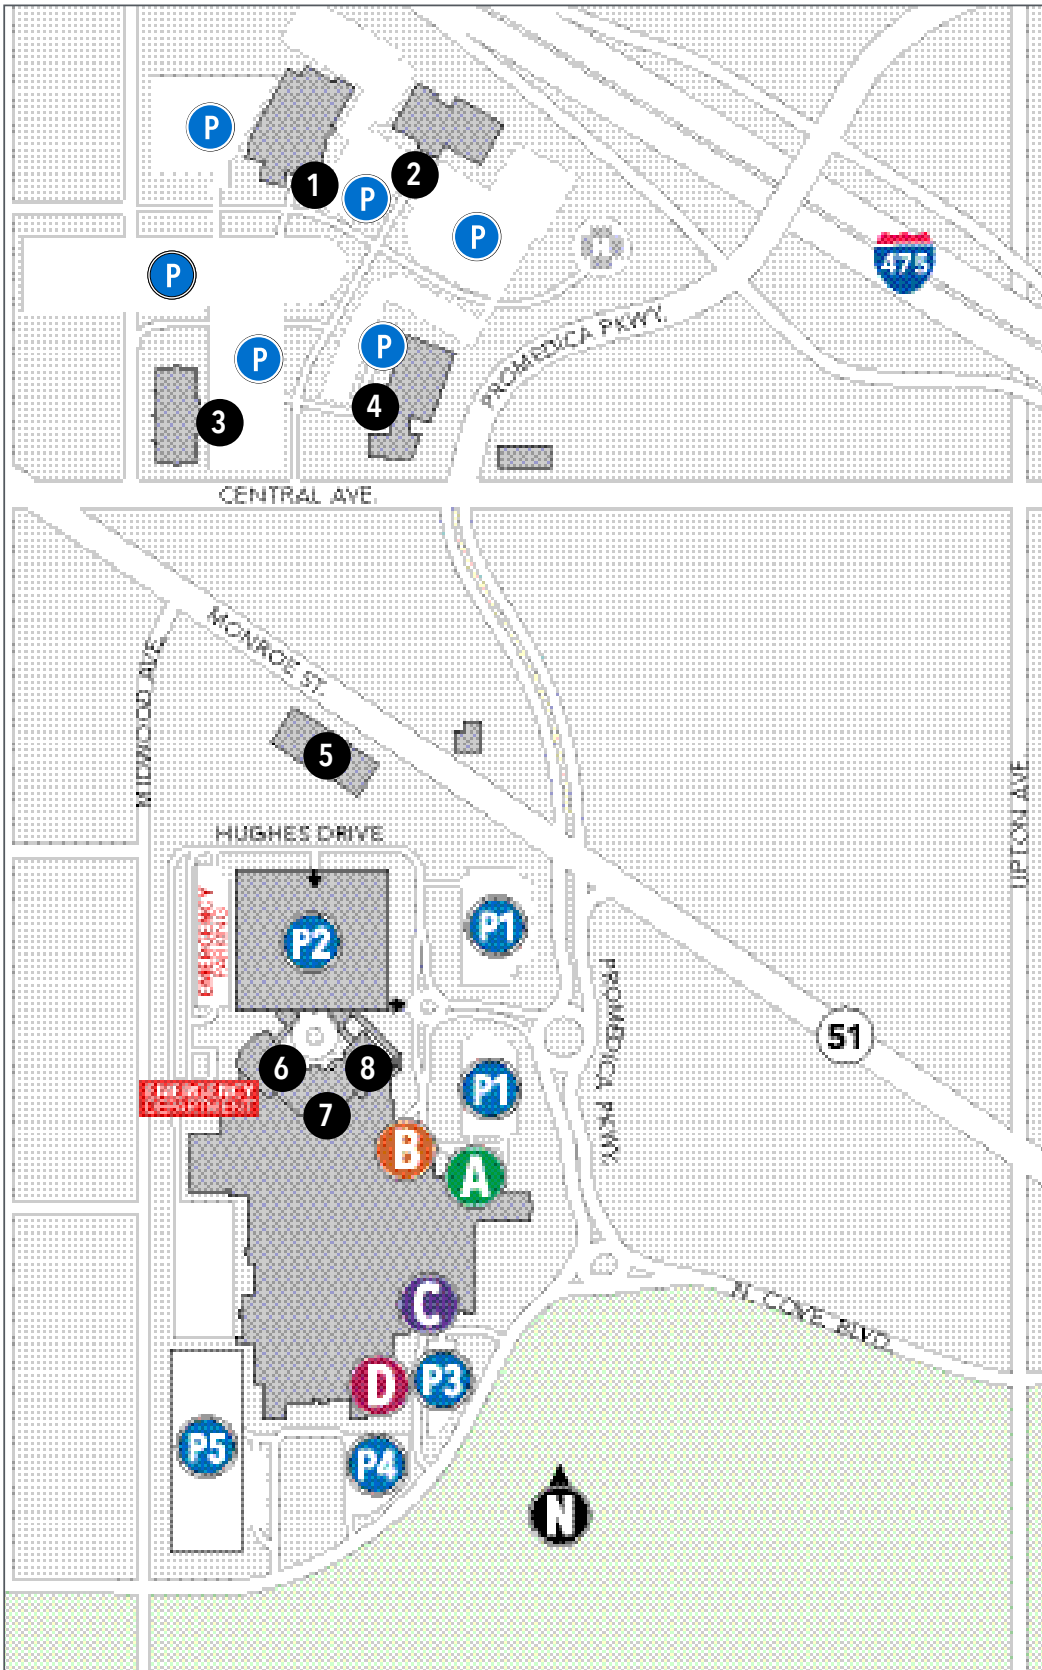 P
1
2
P
P
N
475
P
PROMEDICA PKWY.
P
P
4
3
CENTRAL AVE.
MONROE ST.
MIDWOOD AVE.
5
UPTON AVE.
HUGHES DRIVE
EMERGENCY
PARKING
P2
P1
PROMEDICA PKWY.
51
6
8
P1
EMERGENCY
DEPARTMENT
7
B
A
C
N. COVE BLVD.
D
P3
P5
P4
N